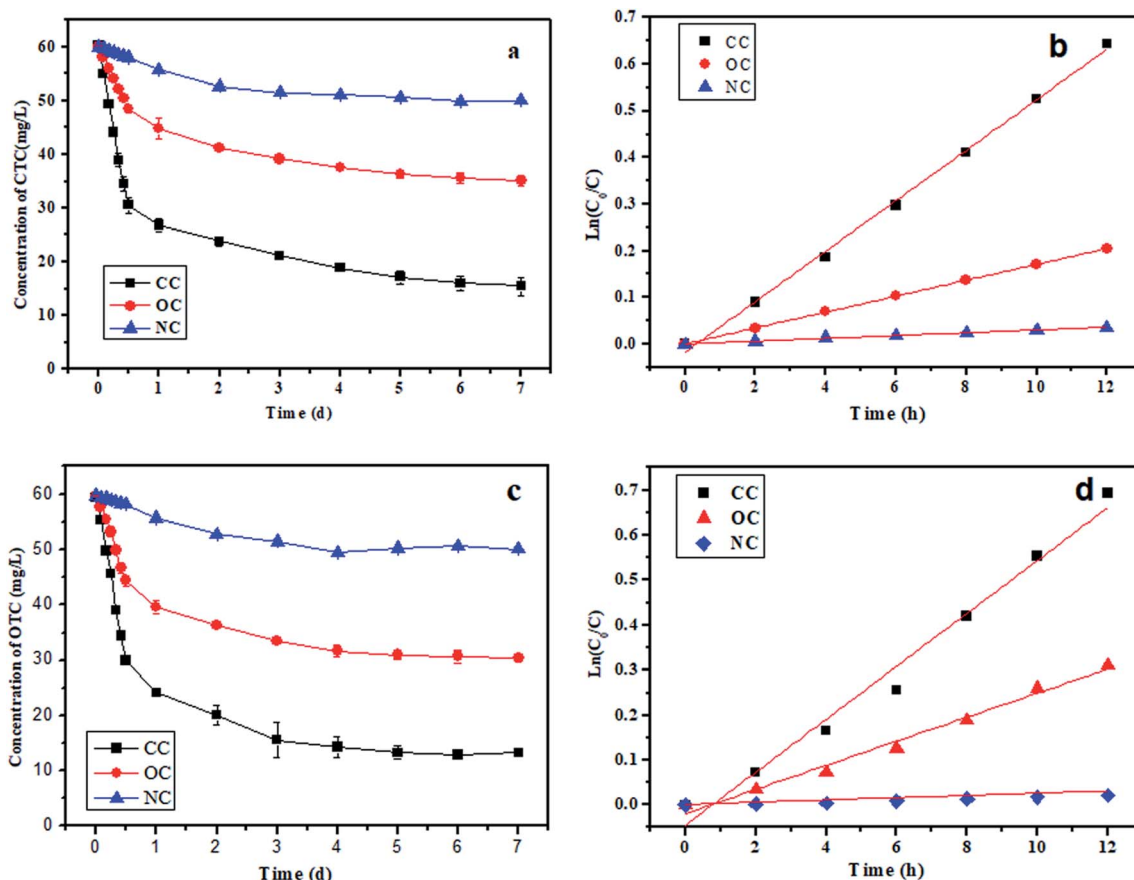 a
Concentration of CTC(mg/L)
60
50
40
30
20
10
0
CC
OC
NC
0 1 2 3 4 5 6 7
Time (d)
b
Ln(C₀/C)
0.7
0.6
0.5
0.4
0.3
0.2
0.1
0.0
CC
OC
NC
0 2 4 6 8 10 12
Time (h)
c
Concentration of OTC (mg/L)
60
50
40
30
20
10
0
CC
OC
NC
0 1 2 3 4 5 6 7
Time (d)
d
Ln(C₀/C)
0.7
0.6
0.5
0.4
0.3
0.2
0.1
0.0
CC
OC
NC
0 2 4 6 8 10 12
Time (h)